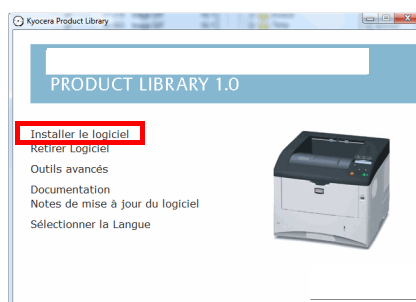 Kyocera Product Library
PRODUCT LIBRARY 1.0
Installer le logiciel
Retirer Logiciel
Outils avancés
Documentation
Notes de mise à jour du logiciel
Sélectionner la Langue